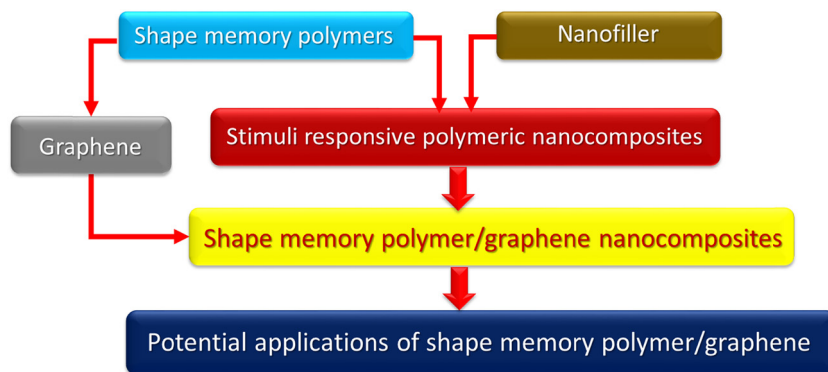 Shape memory polymers
Nanofiller
Graphene
Stimuli responsive polymeric nanocomposites
Shape memory polymer/graphene nanocomposites
Potential applications of shape memory polymer/graphene